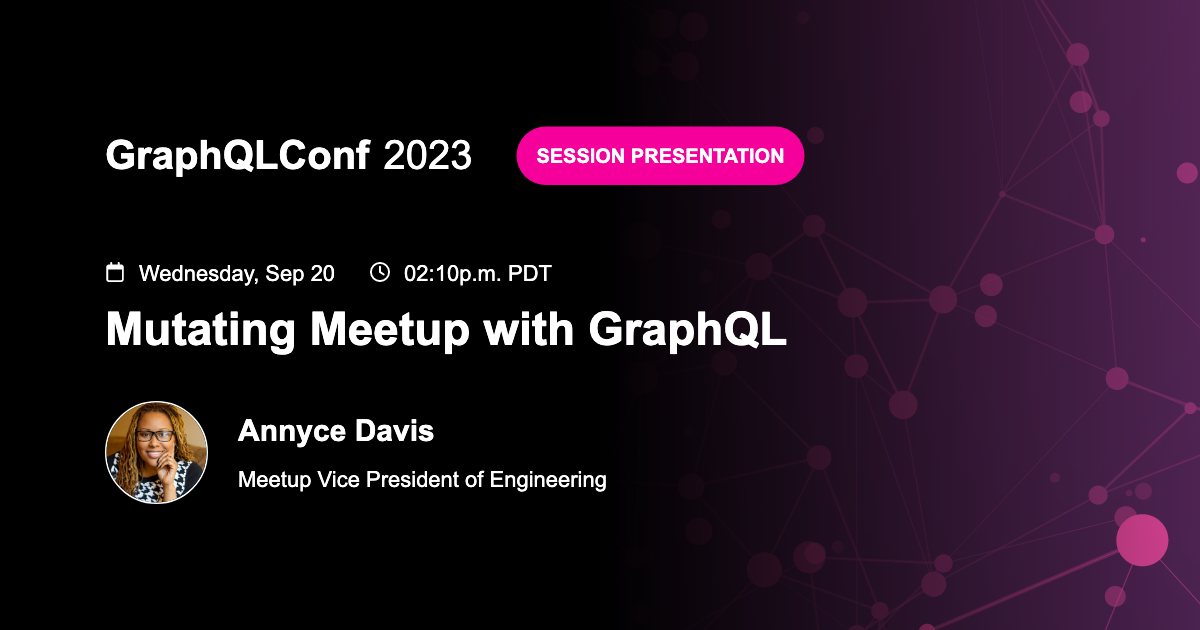 GraphQLConf 2023
SESSION PRESENTATION
Wednesday, Sep 20 02:10p.m. PDT
Mutating Meetup with GraphQL
Annyce Davis
Meetup Vice President of Engineering